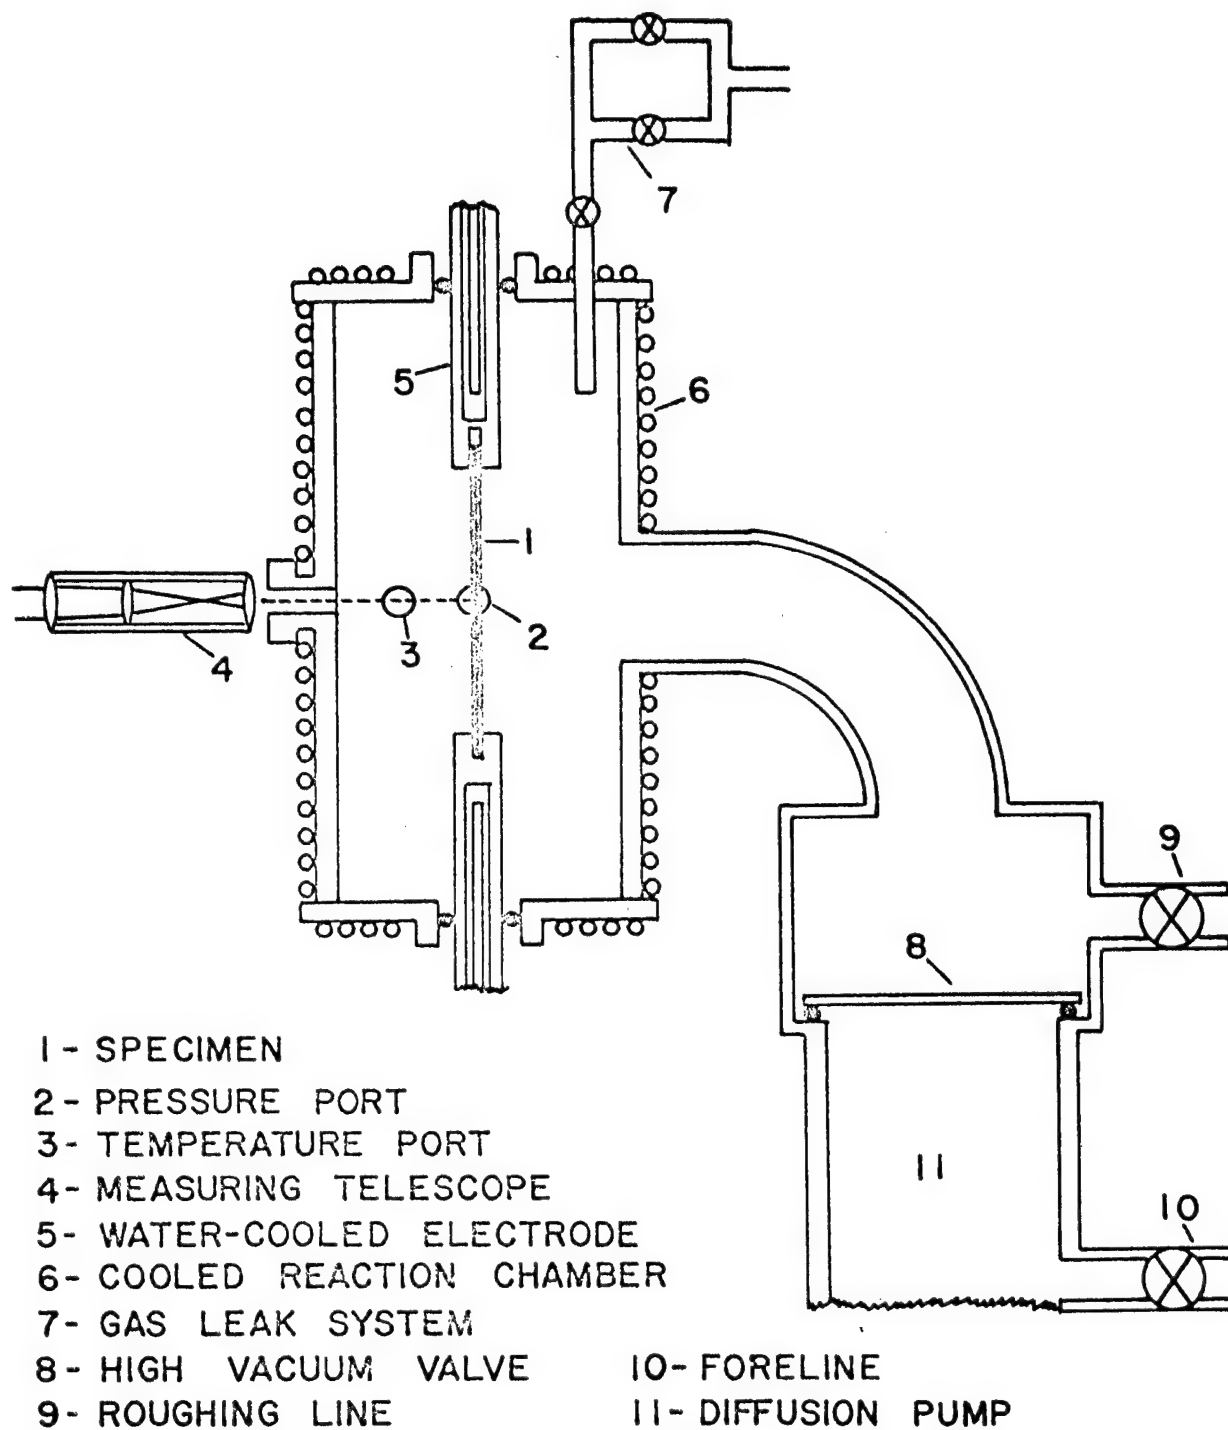 7
5
6
1
2
3
4
9
8
11
10
1- SPECIMEN
2- PRESSURE PORT
3- TEMPERATURE PORT
4- MEASURING TELESCOPE
5- WATER-COOLED ELECTRODE
6- COOLED REACTION CHAMBER
7- GAS LEAK SYSTEM
8- HIGH VACUUM VALVE
9- ROUGHING LINE
10- FORELINE
11- DIFFUSION PUMP